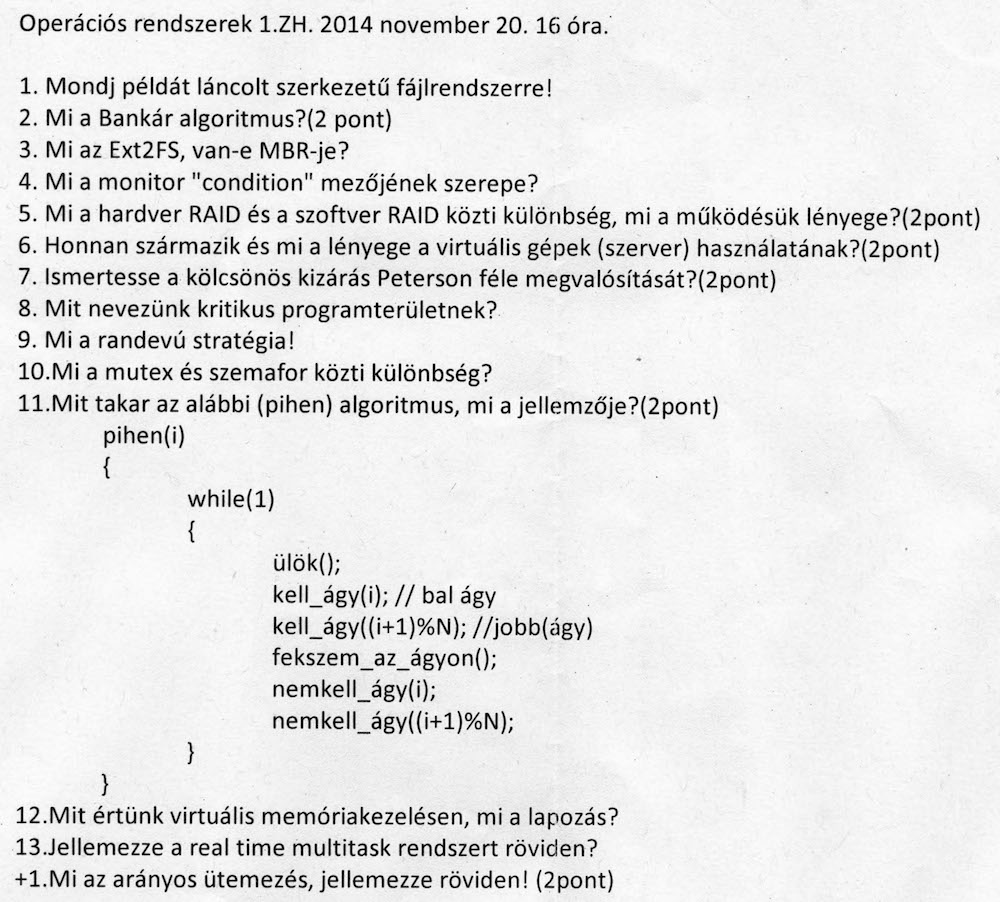 Operációs rendszerek 1.ZH. 2014 november 20. 16 óra.
1. Mondj példát láncolt szerkezetű fájlrendszerre!
2. Mi a Bankár algoritmus?(2 pont)
3. Mi az Ext2FS, van-e MBR-je?
4. Mi a monitor "condition" mezőjének szerepe?
5. Mi a hardver RAID és a szoftver RAID közti különbség, mi a működésük lényege?(2pont)
6. Honnan származik és mi a lényege a virtuális gépek (szerver) használatának?(2pont)
7. Ismertesse a kölcsönös kizárás Peterson féle megvalósítását?(2pont)
8. Mit nevezünk kritikus programterületnek?
9. Mi a randevú stratégia!
10.Mi a mutex és szemafor közti különbség?
11.Mit takar az alábbi (pihen) algoritmus, mi a jellemzője?(2pont)
pihen(i)
{
while(1)
{
ülök();
kell_ágy(i); // bal ágy
kell_ágy((i+1)%N); //jobb(ágy)
fekszem_az_ágyon();
nemkell_ágy(i);
nemkell_ágy((i+1)%N);
}
}
12.Mit értünk virtuális memóriakezelésen, mi a lapozás?
13.Jellemezze a real time multitask rendszert röviden?
+1.Mi az arányos ütemezés, jellemezze röviden! (2pont)